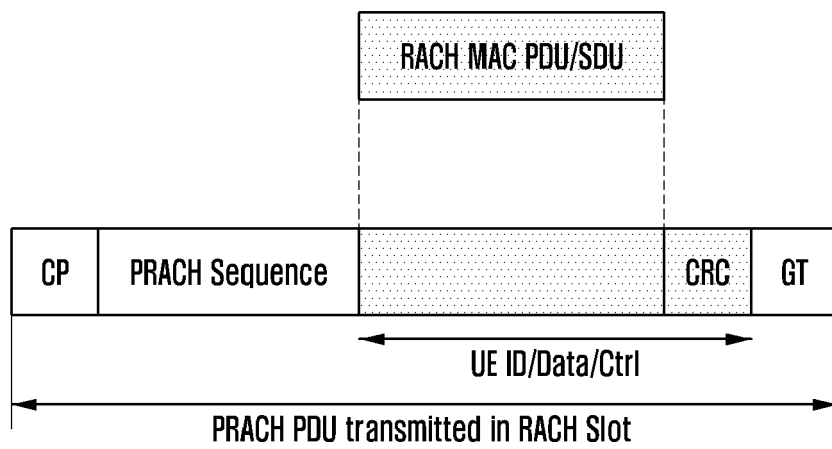 RACH MAC PDU/SDU
CP
PRACH Sequence
CRC
GT
UE ID/Data/Ctrl
PRACH PDU transmitted in RACH Slot